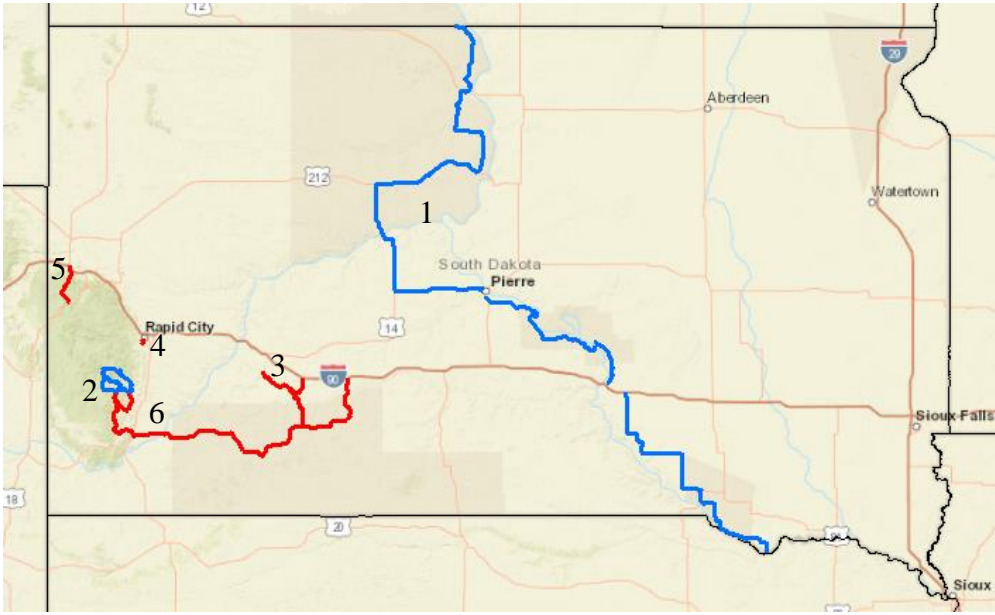 12
29
Aberdeen
212
Watertown
1
5
South Dakota
Pierre
Rapid City
14
4
3
90
2
6
Sioux Falls
18
20
Sioux